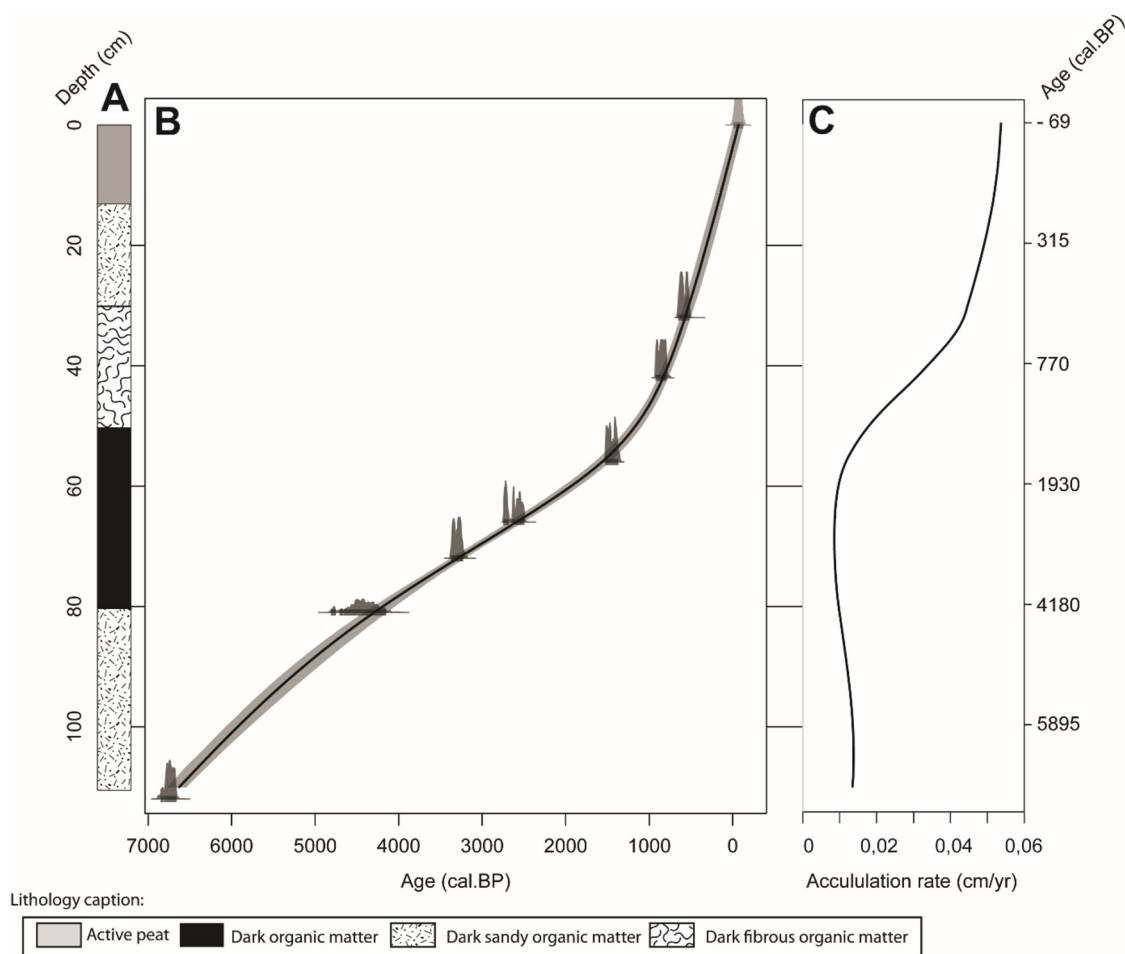 Depth (cm)
A
B
C
Age (cal.BP)
0
20
40
60
80
100
- 69
315
770
1930
4180
5895
7000 6000 5000 4000 3000 2000 1000 0
Age (cal.BP)
0 0,02 0,04 0,06
Accululation rate (cm/yr)
Lithology caption:
Active peat Dark organic matter Dark sandy organic matter Dark fibrous organic matter